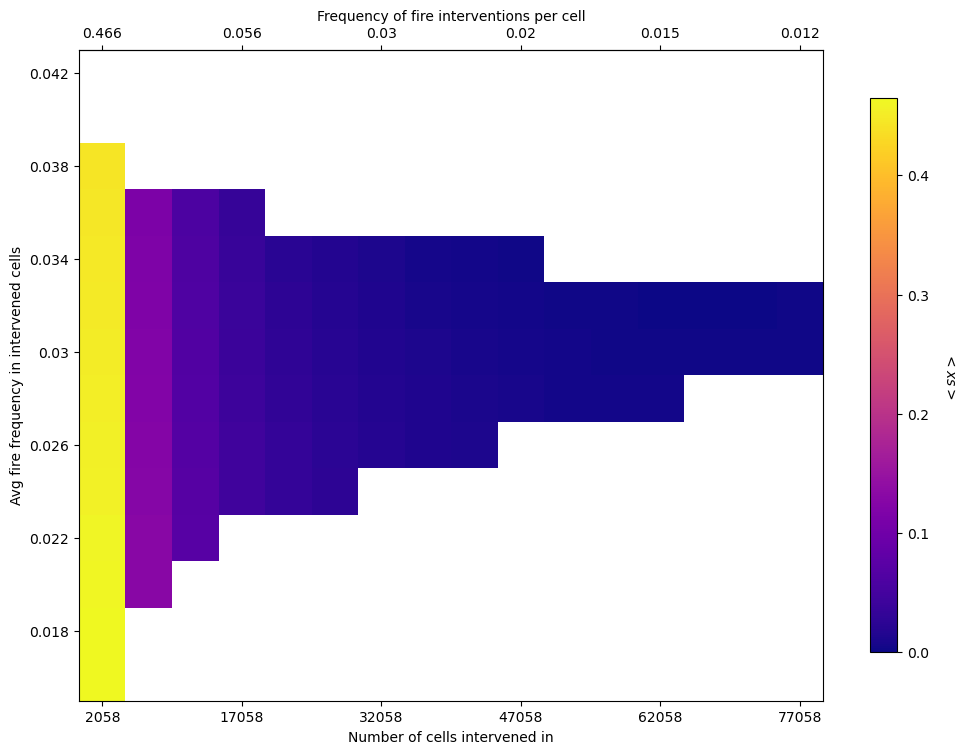 Frequency of fire interventions per cell
0.466 0.056 0.03 0.02 0.015 0.012
0.042
0.038
0.034
0.03
0.026
0.022
0.018
Avg fire frequency in intervened cells
2058 17058 32058 47058 62058 77058
Number of cells intervened in
0.4
0.3
0.2
0.1
0.0
< sx >